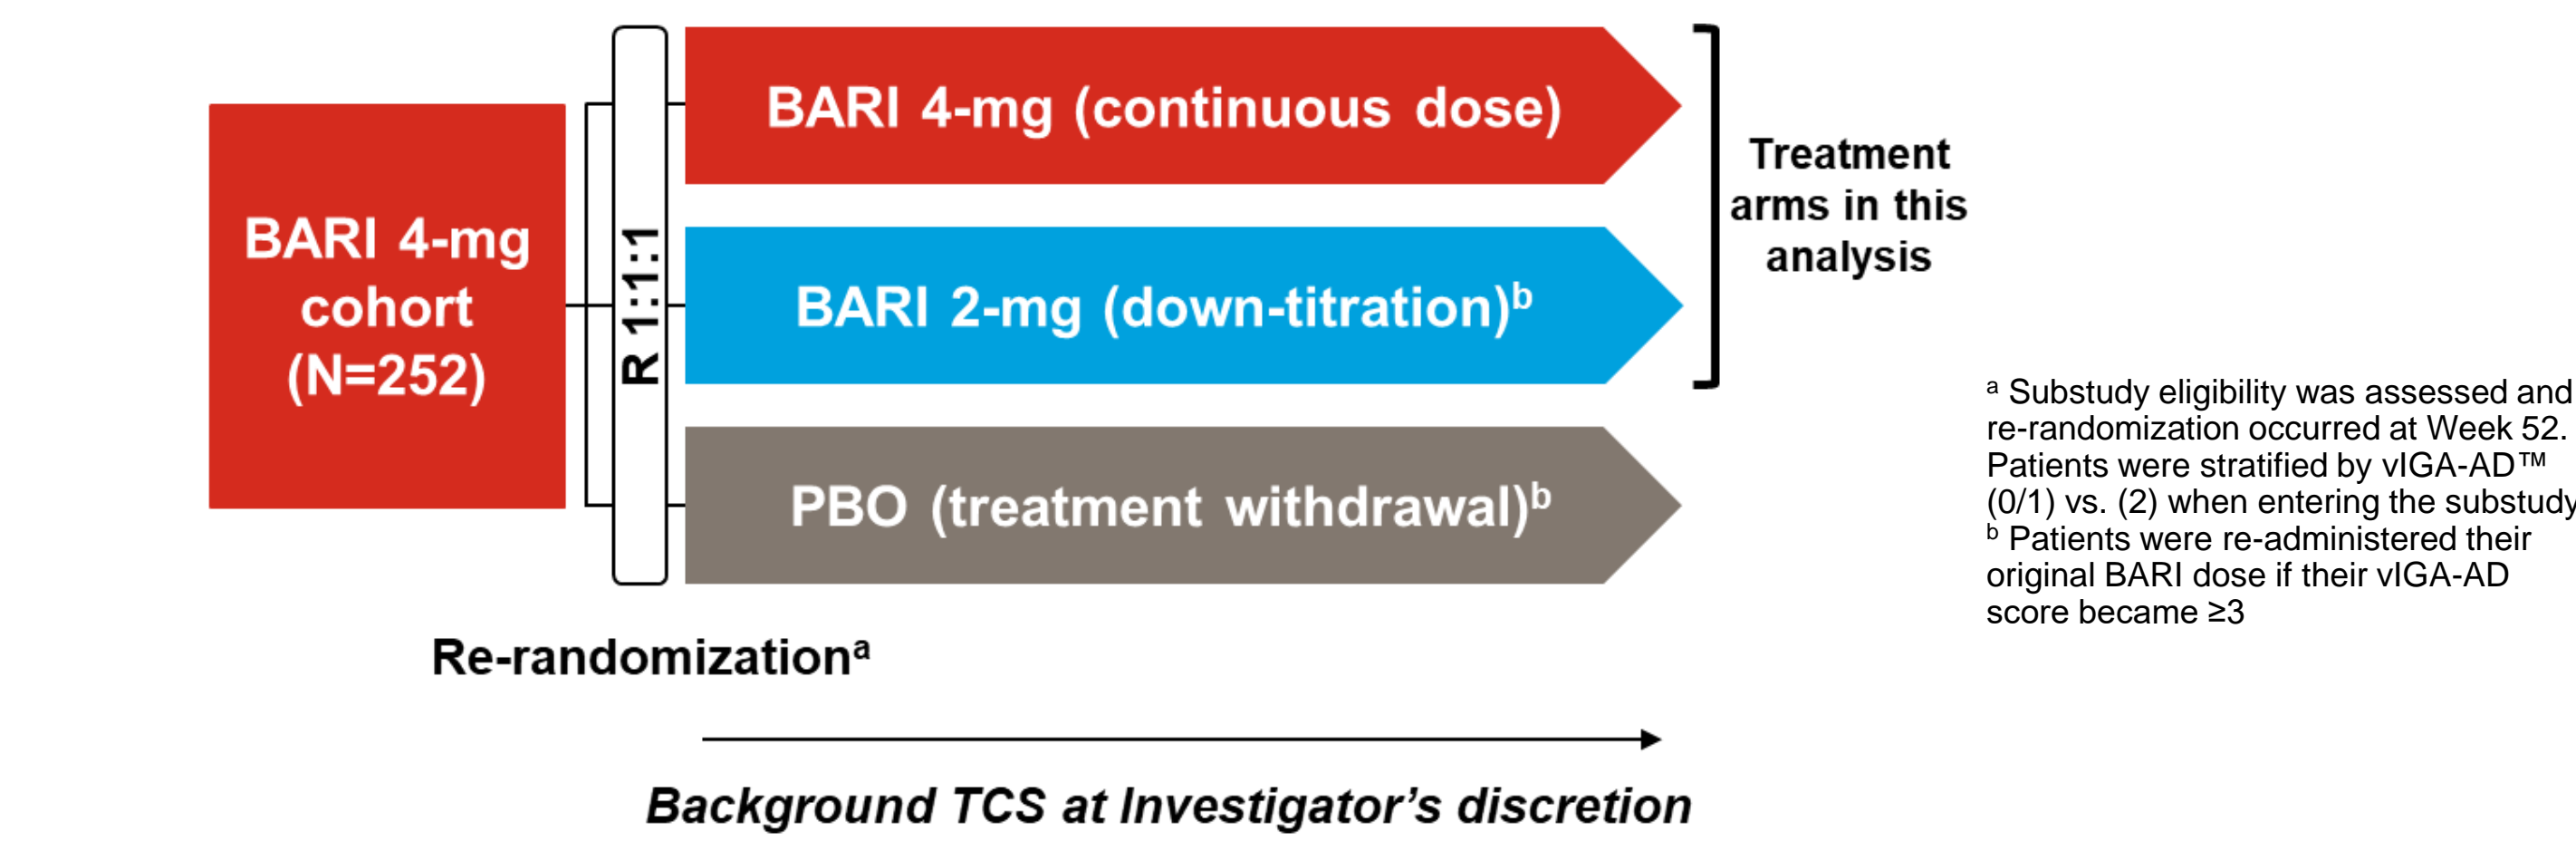 BARI 4-mg
cohort
(N=252)
R 1:1:1
BARI 4-mg (continuous dose)
BARI 2-mg (down-titration)ᵇ
PBO (treatment withdrawal)ᵇ
Treatment
arms in this
analysis
Re-randomizationᵃ
Background TCS at Investigator’s discretion
ᵃ Substudy eligibility was assessed and
re-randomization occurred at Week 52.
Patients were stratified by vIGA-AD™
(0/1) vs. (2) when entering the substudy
ᵇ Patients were re-administered their
original BARI dose if their vIGA-AD
score became ≥3